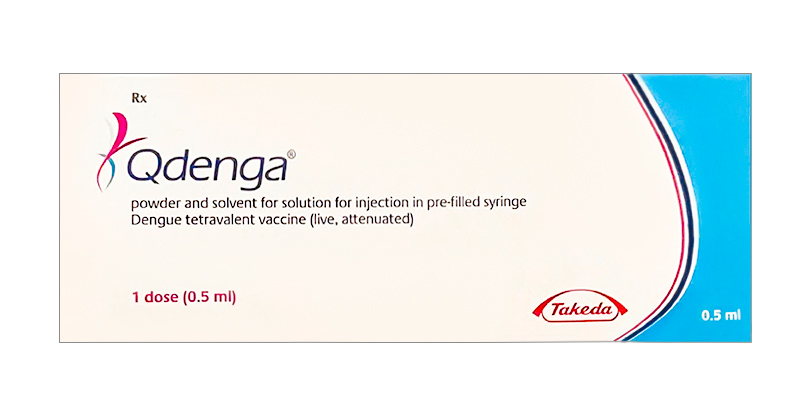 Rx
Qdenga®
powder and solvent for solution for injection in pre-filled syringe
Dengue tetravalent vaccine (live, attenuated)
1 dose (0.5 ml)
Takeda
0.5 ml